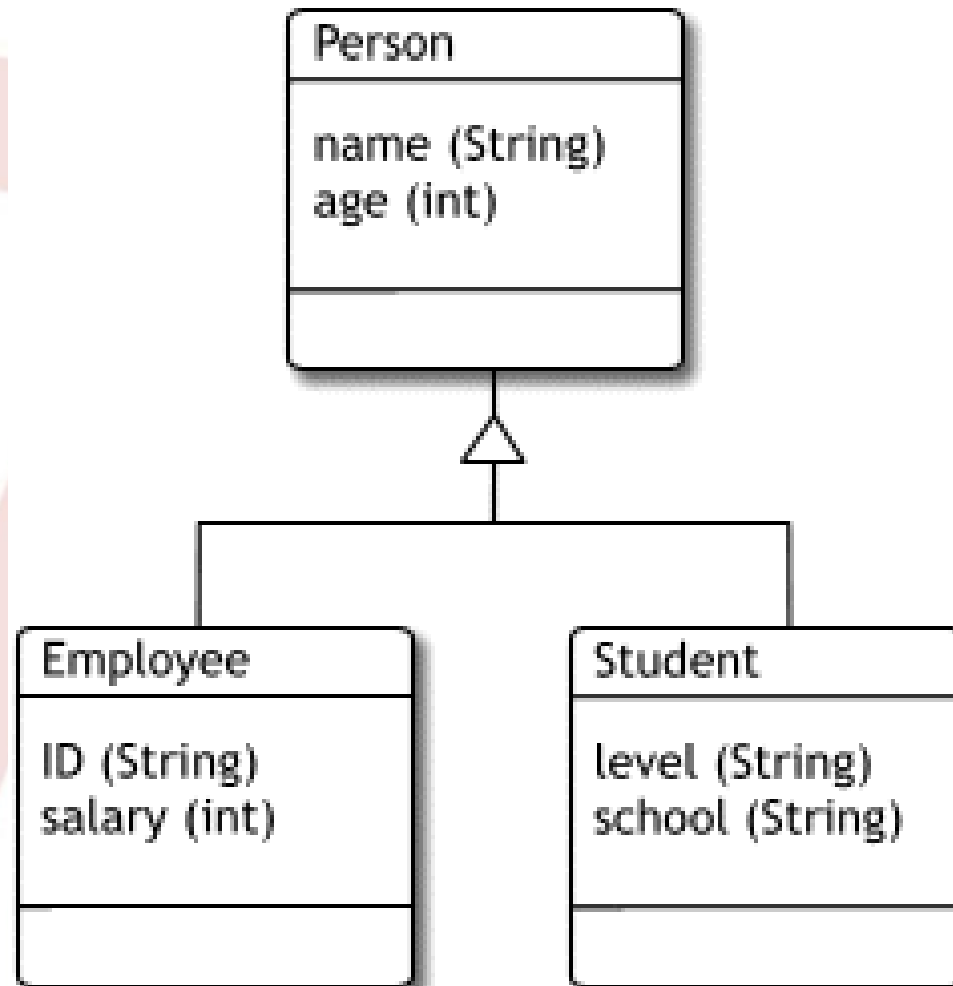 Person
name (String)
age (int)
Employee
ID (String)
salary (int)
Student
level (String)
school (String)